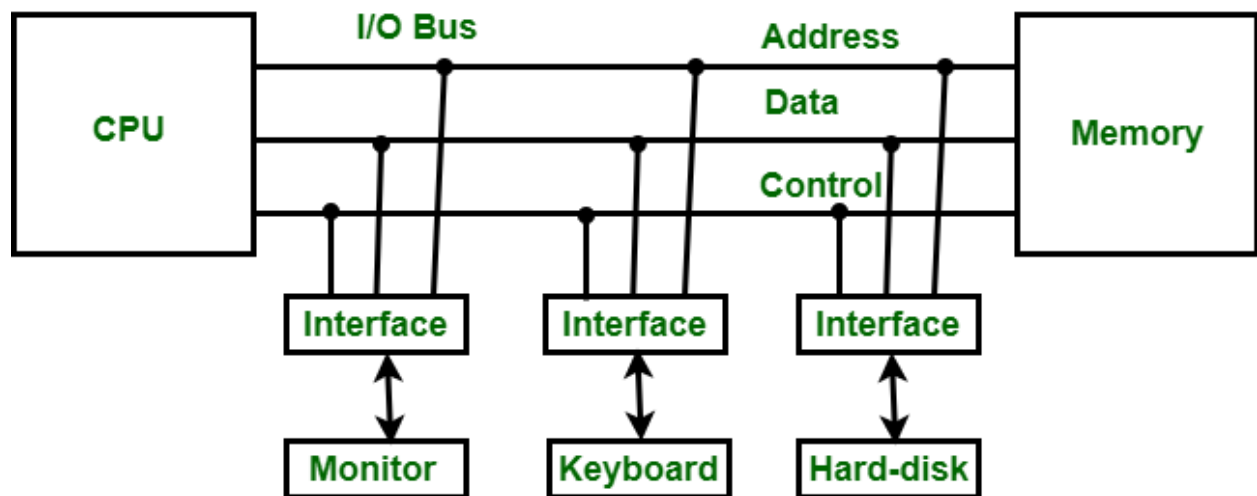 I/O Bus
Address
Data
CPU
Memory
Control
Interface
Interface
Interface
Monitor
Keyboard
Hard-disk